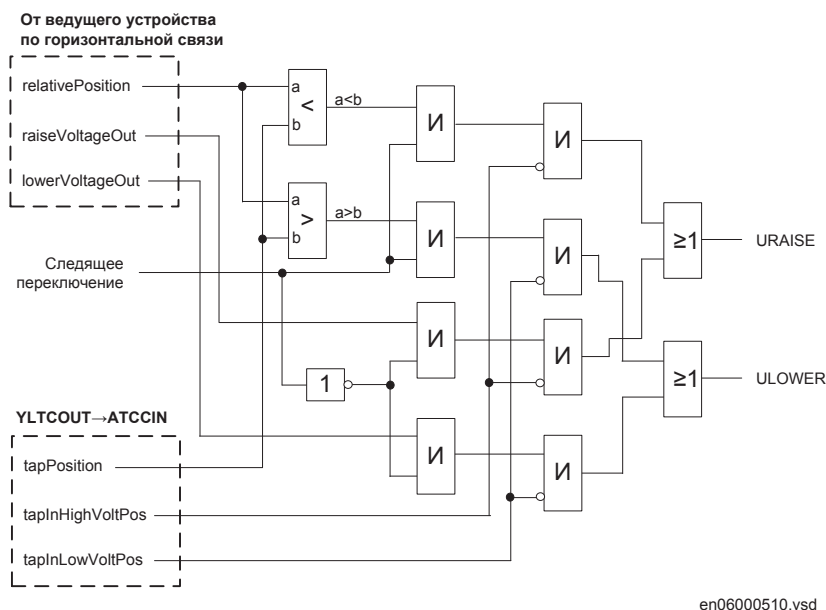 От ведущего устройства
по горизонтальной связи
relativePosition
raiseVoltageOut
lowerVoltageOut
a
<
b
a<b
И
И
a
>
b
a>b
И
И
≥1
URAISE
Следящее
переключение
И
И
1
≥1
ULOWER
YLTCOUT→ATCCIN
И
И
tapPosition
tapInHighVoltPos
tapInLowVoltPos
en06000510.vsd